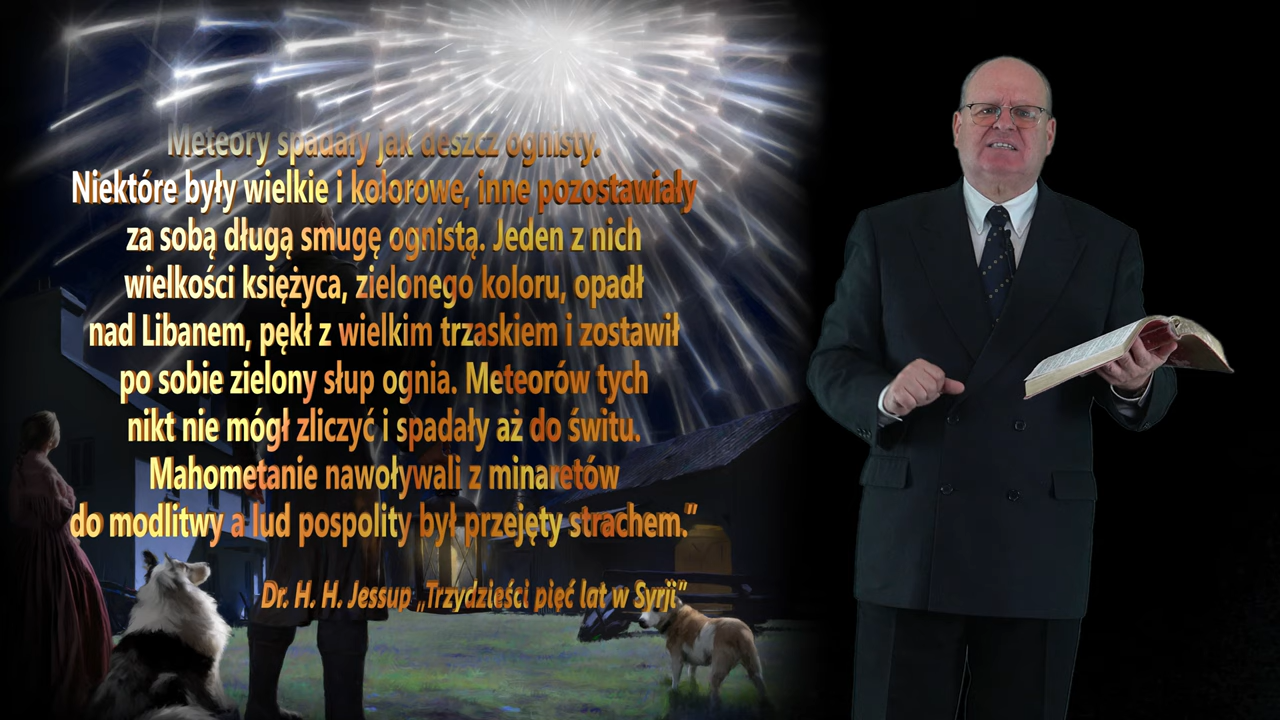 Meteory spadały jak deszcz ognisty.
Niektóre były wielkie i kolorowe, inne pozostawiały
za sobą długą smugę ognistą. Jeden z nich
wielkości księżyca, zielonego koloru, opadł
nad Libanem, pękł z wielkim trzaskiem i zostawił
po sobie zielony słup ognia. Meteorów tych
nikt nie mógł zliczyć i spadały aż do świtu.
Mahometanie nawoływali z minaretów
do modlitwy a lud pospolity był przejęty strachem.”
Dr. H. H. Jessup „Trzydzieści pięć lat w Syrji”